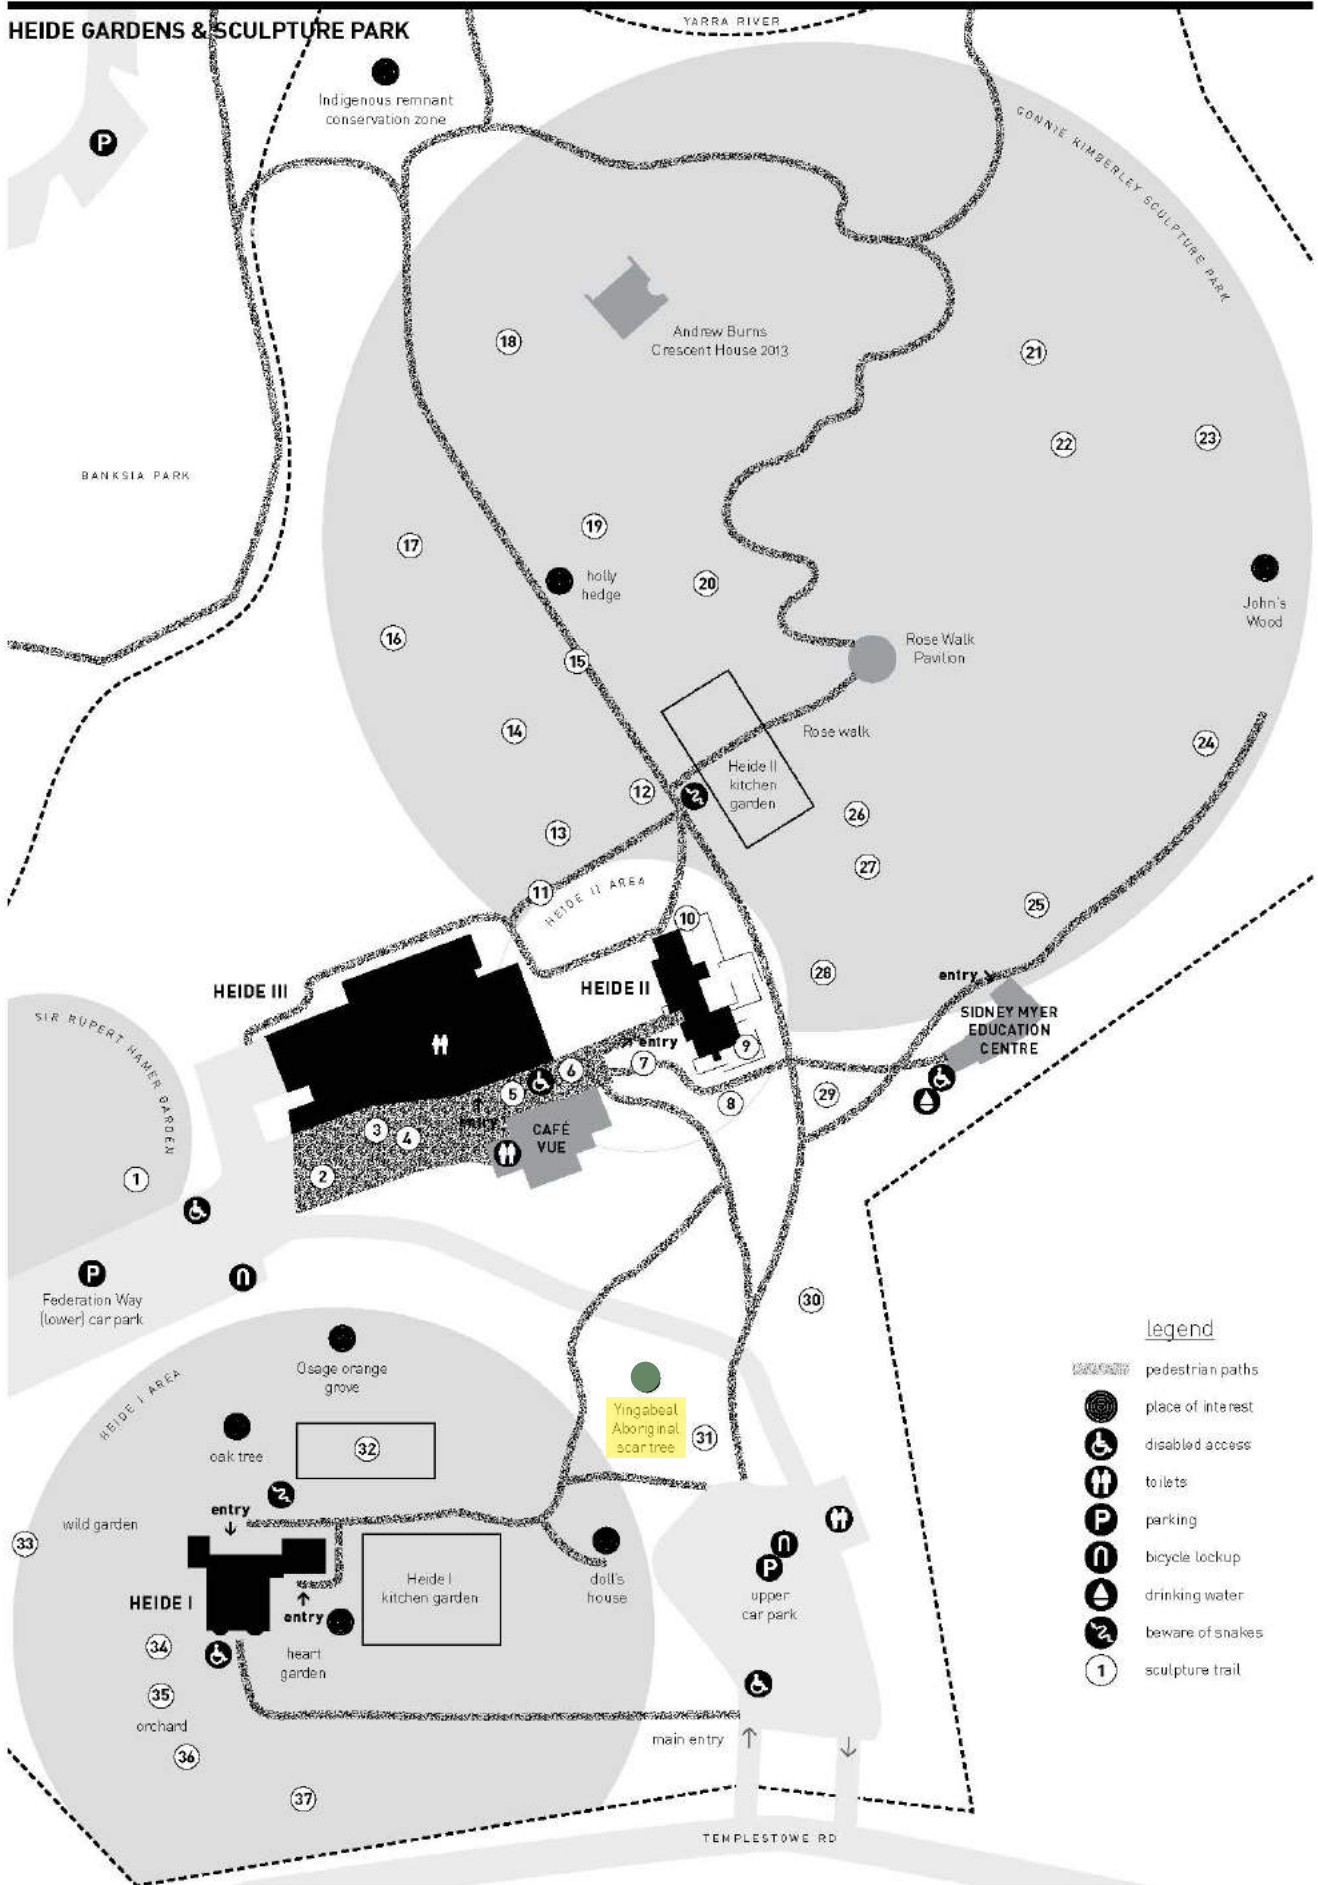 YARRA RIVER
HEIDE GARDENS & SCULPTURE PARK
Indigenous remnant
conservation zone
P
CONNIE KIMBERLEY SCULPTURE PARK
Andrew Burns
Crescent House 2013
18
21
22
23
BANKSIA PARK
17
19
holly
hedge
20
John's
Wood
16
15
Rose Walk
Pavilion
14
Rose walk
24
12
Heide II
kitchen
garden
26
13
27
11
HEIDE II AREA
25
10
28
entry
HEIDE III
HEIDE II
SIDNEY MYER
EDUCATION
CENTRE
SIR RUPERT HAMER GARDEN
entry
9
7
6
5
8
29
entry
CAFÉ
VUE
3
4
2
1
P
Federation Way
(lower) car park
30
Osage orange
grove
HEIDE I AREA
oak tree
32
Yingabeal
Aboriginal
scar tree
31
entry
wild garden
33
HEIDE I
entry
heart
garden
Heide I
kitchen garden
doll's
house
P
upper
car park
34
35
orchard
36
37
main entry
TEMPLESTOWE RD
legend
pedestrian paths
place of interest
disabled access
toilets
P
parking
bicycle lockup
drinking water
beware of snakes
1
sculpture trail